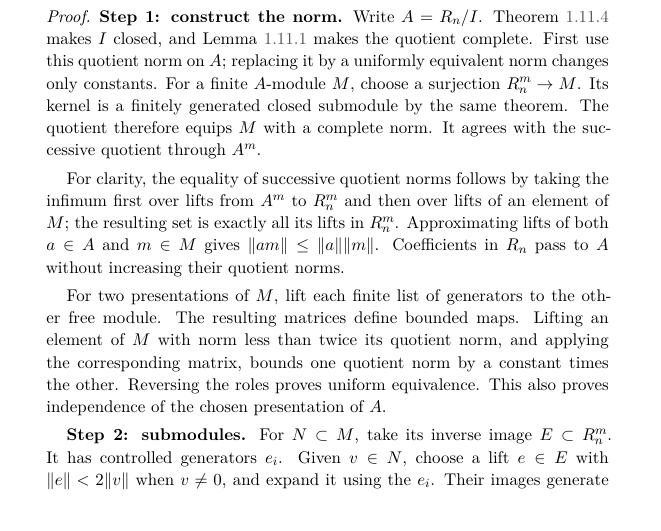 Proof. Step 1: construct the norm. Write A = Rₙ/I. Theorem 1.11.4
makes I closed, and Lemma 1.11.1 makes the quotient complete. First use
this quotient norm on A; replacing it by a uniformly equivalent norm changes
only constants. For a finite A-module M, choose a surjection Rₙᵐ → M. Its
kernel is a finitely generated closed submodule by the same theorem. The
quotient therefore equips M with a complete norm. It agrees with the suc-
cessive quotient through Aᵐ.
For clarity, the equality of successive quotient norms follows by taking the
infimum first over lifts from Aᵐ to Rₙᵐ and then over lifts of an element of
M; the resulting set is exactly all its lifts in Rₙᵐ. Approximating lifts of both
a ∈ A and m ∈ M gives ‖am‖ ≤ ‖a‖‖m‖. Coefficients in Rₙ pass to A
without increasing their quotient norms.
For two presentations of M, lift each finite list of generators to the oth-
er free module. The resulting matrices define bounded maps. Lifting an
element of M with norm less than twice its quotient norm, and applying
the corresponding matrix, bounds one quotient norm by a constant times
the other. Reversing the roles proves uniform equivalence. This also proves
independence of the chosen presentation of A.
Step 2: submodules. For N ⊂ M, take its inverse image E ⊂ Rₙᵐ.
It has controlled generators eᵢ. Given v ∈ N, choose a lift e ∈ E with
‖e‖ < 2‖v‖ when v ≠ 0, and expand it using the eᵢ. Their images generate